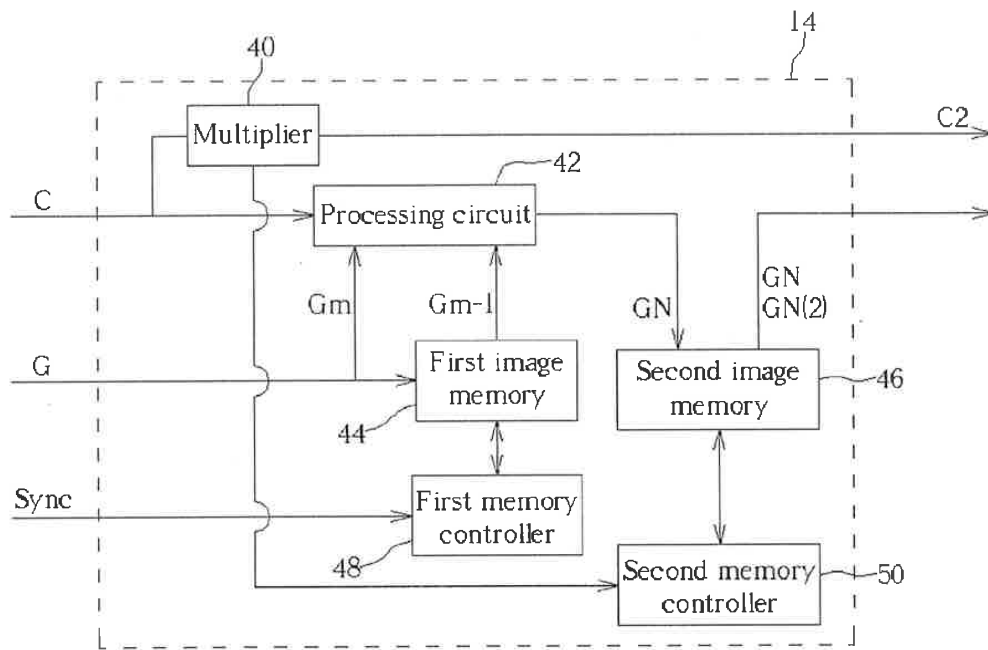 14
40
Multiplier
C2
C
42
Processing circuit
Gm
Gm-1
GN
GN
GN(2)
G
First image
memory
44
Second image
memory
46
Sync
First memory
controller
48
Second memory
controller
50